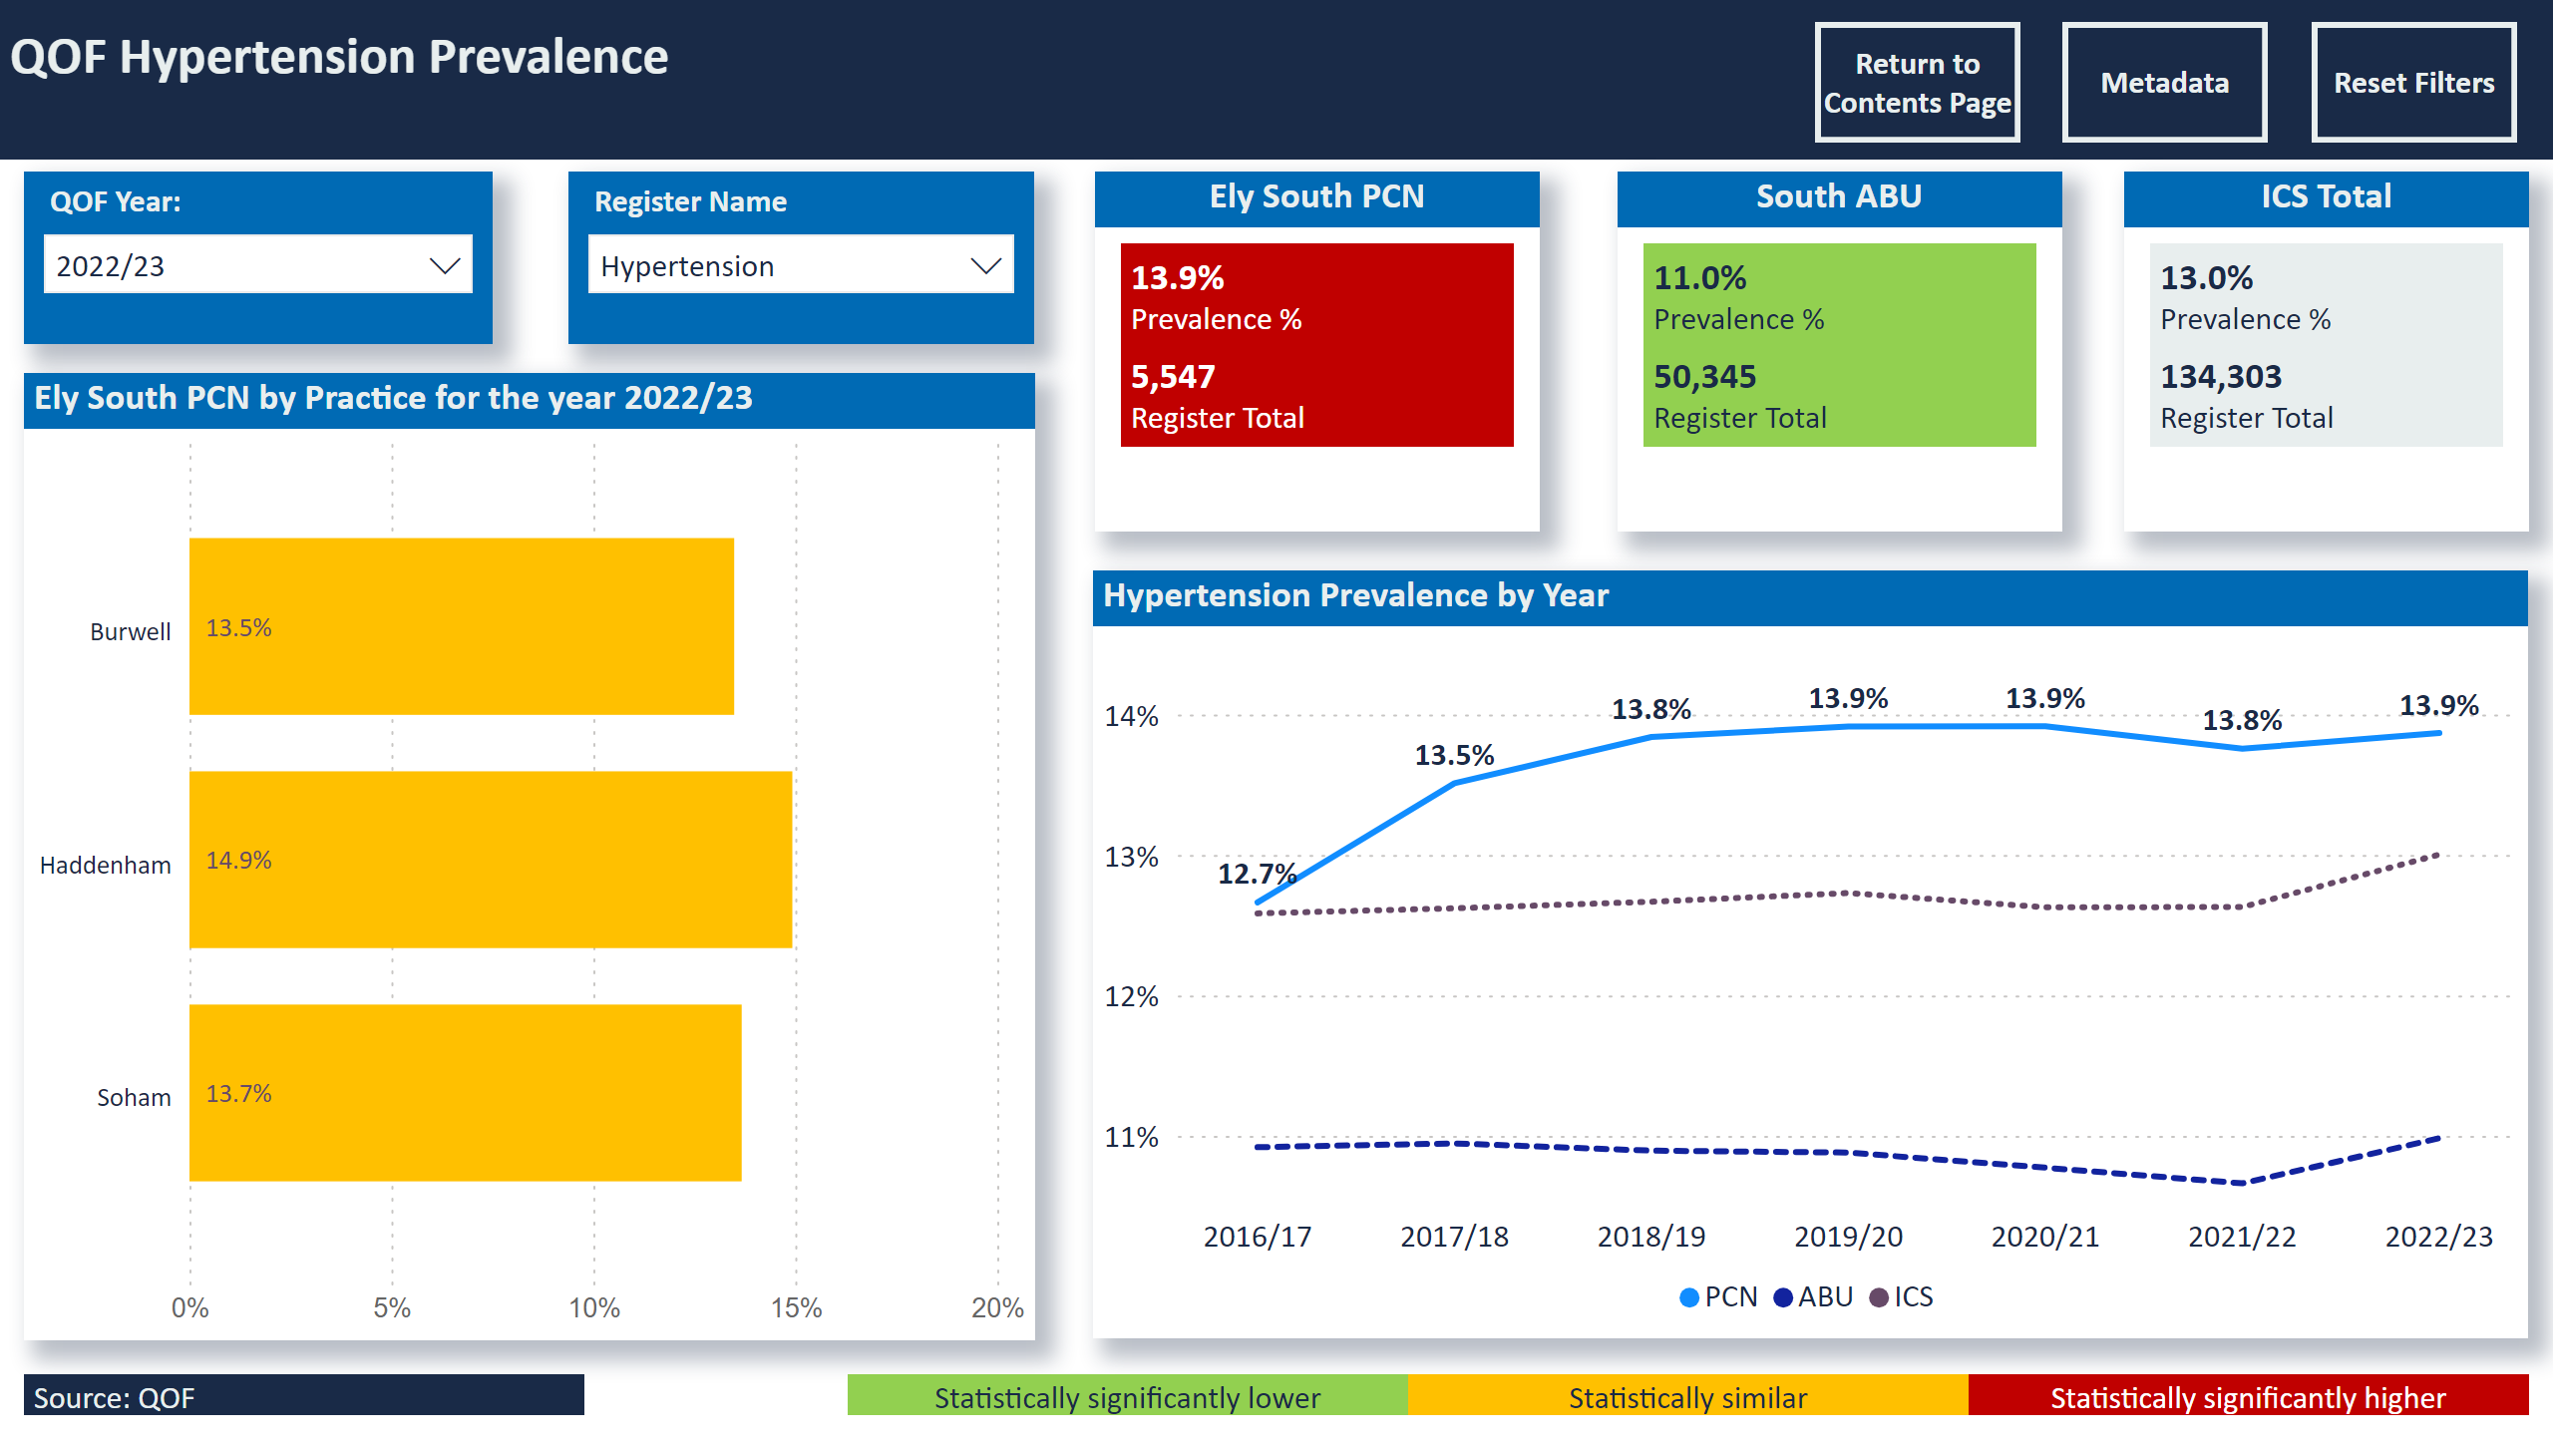 QOF Hypertension Prevalence
Return to
Contents Page
Metadata
Reset Filters
QOF Year:
2022/23
Register Name
Hypertension
Ely South PCN
13.9%
Prevalence %
5,547
Register Total
South ABU
11.0%
Prevalence %
50,345
Register Total
ICS Total
13.0%
Prevalence %
134,303
Register Total
Ely South PCN by Practice for the year 2022/23
Burwell
13.5%
Haddenham
14.9%
Soham
13.7%
0%
5%
10%
15%
20%
Hypertension Prevalence by Year
14%
13%
12%
11%
12.7%
13.5%
13.8%
13.9%
13.9%
13.8%
13.9%
2016/17
2017/18
2018/19
2019/20
2020/21
2021/22
2022/23
PCN
ABU
ICS
Source: QOF
Statistically significantly lower
Statistically similar
Statistically significantly higher